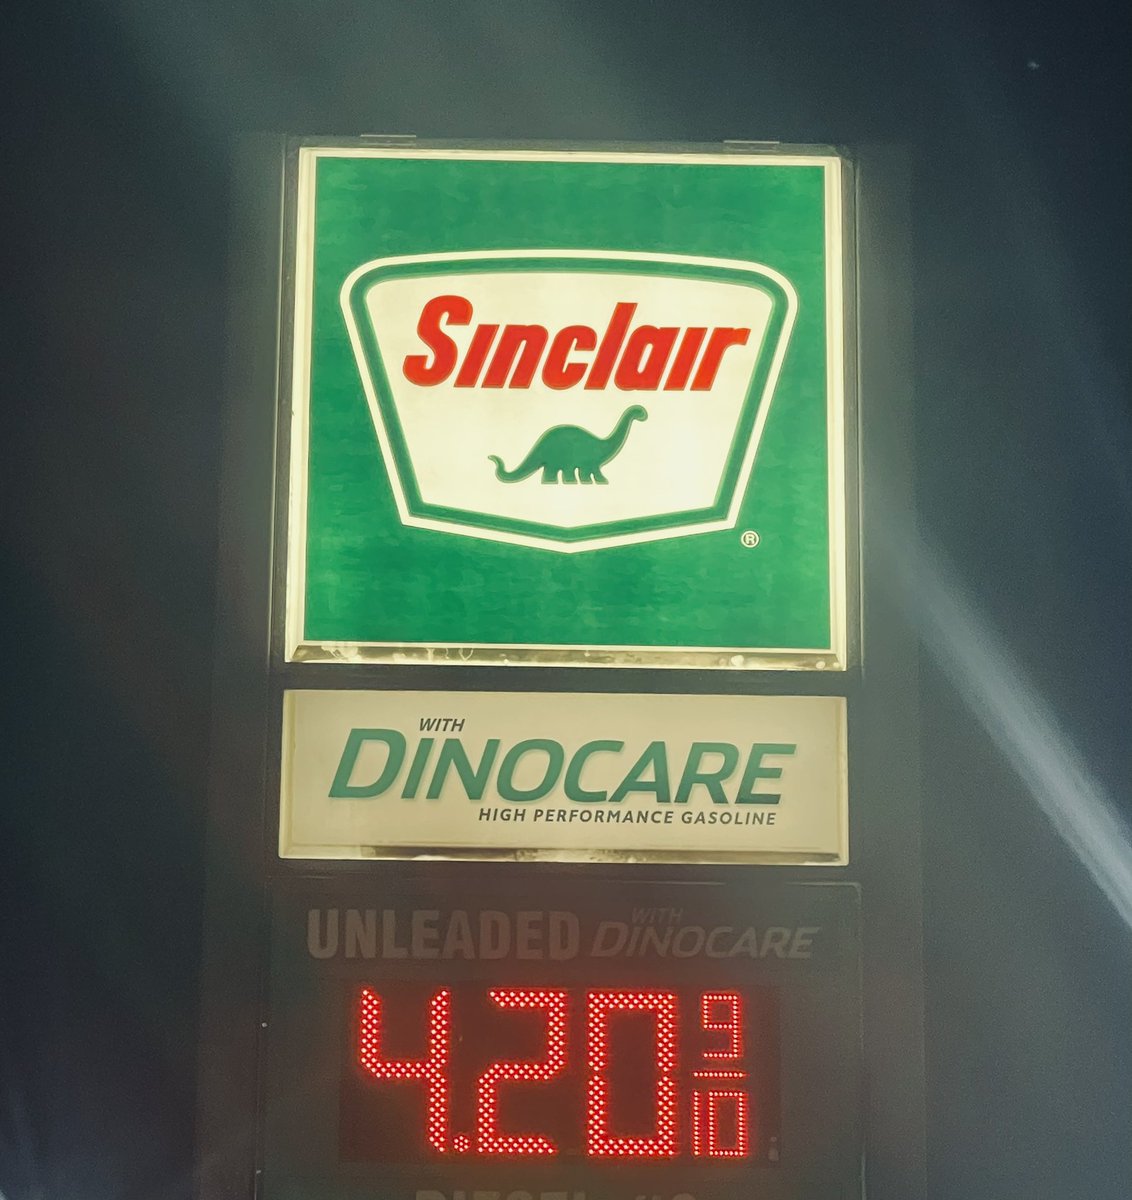 Sinclair
®
WITH
DINOCARE
HIGH PERFORMANCE GASOLINE
UNLEADED WITH DINOCARE
4.20 9/10